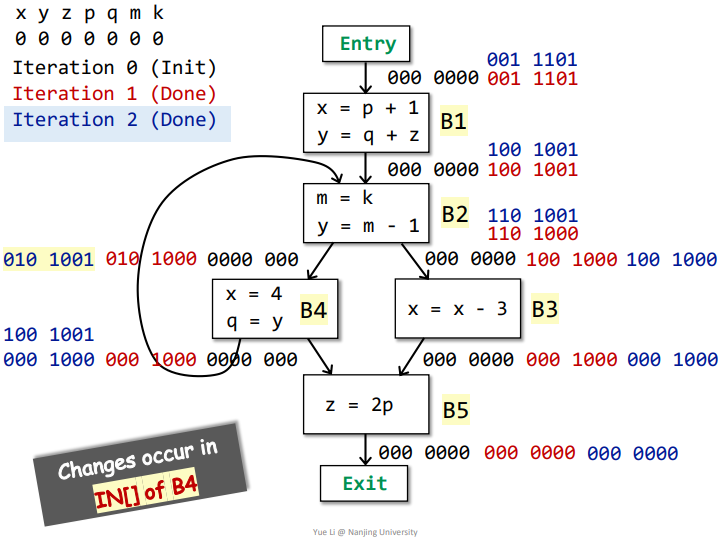 x y z p q m k
0 0 0 0 0 0 0
Iteration 0 (Init)
Iteration 1 (Done)
Iteration 2 (Done)
Entry
001 1101
000 0000 001 1101
x = p + 1
y = q + z
B1
100 1001
000 0000 100 1001
m = k
y = m - 1
B2
110 1001
110 1000
010 1001 010 1000 0000 000
000 0000 100 1000 100 1000
x = 4
q = y
B4
x = x - 3
B3
100 1001
000 1000 000 1000 0000 000
000 0000 000 1000 000 1000
z = 2p
B5
000 0000 000 0000 000 0000
Exit
Changes occur in
IN[] of B4
Yue Li @ Nanjing University